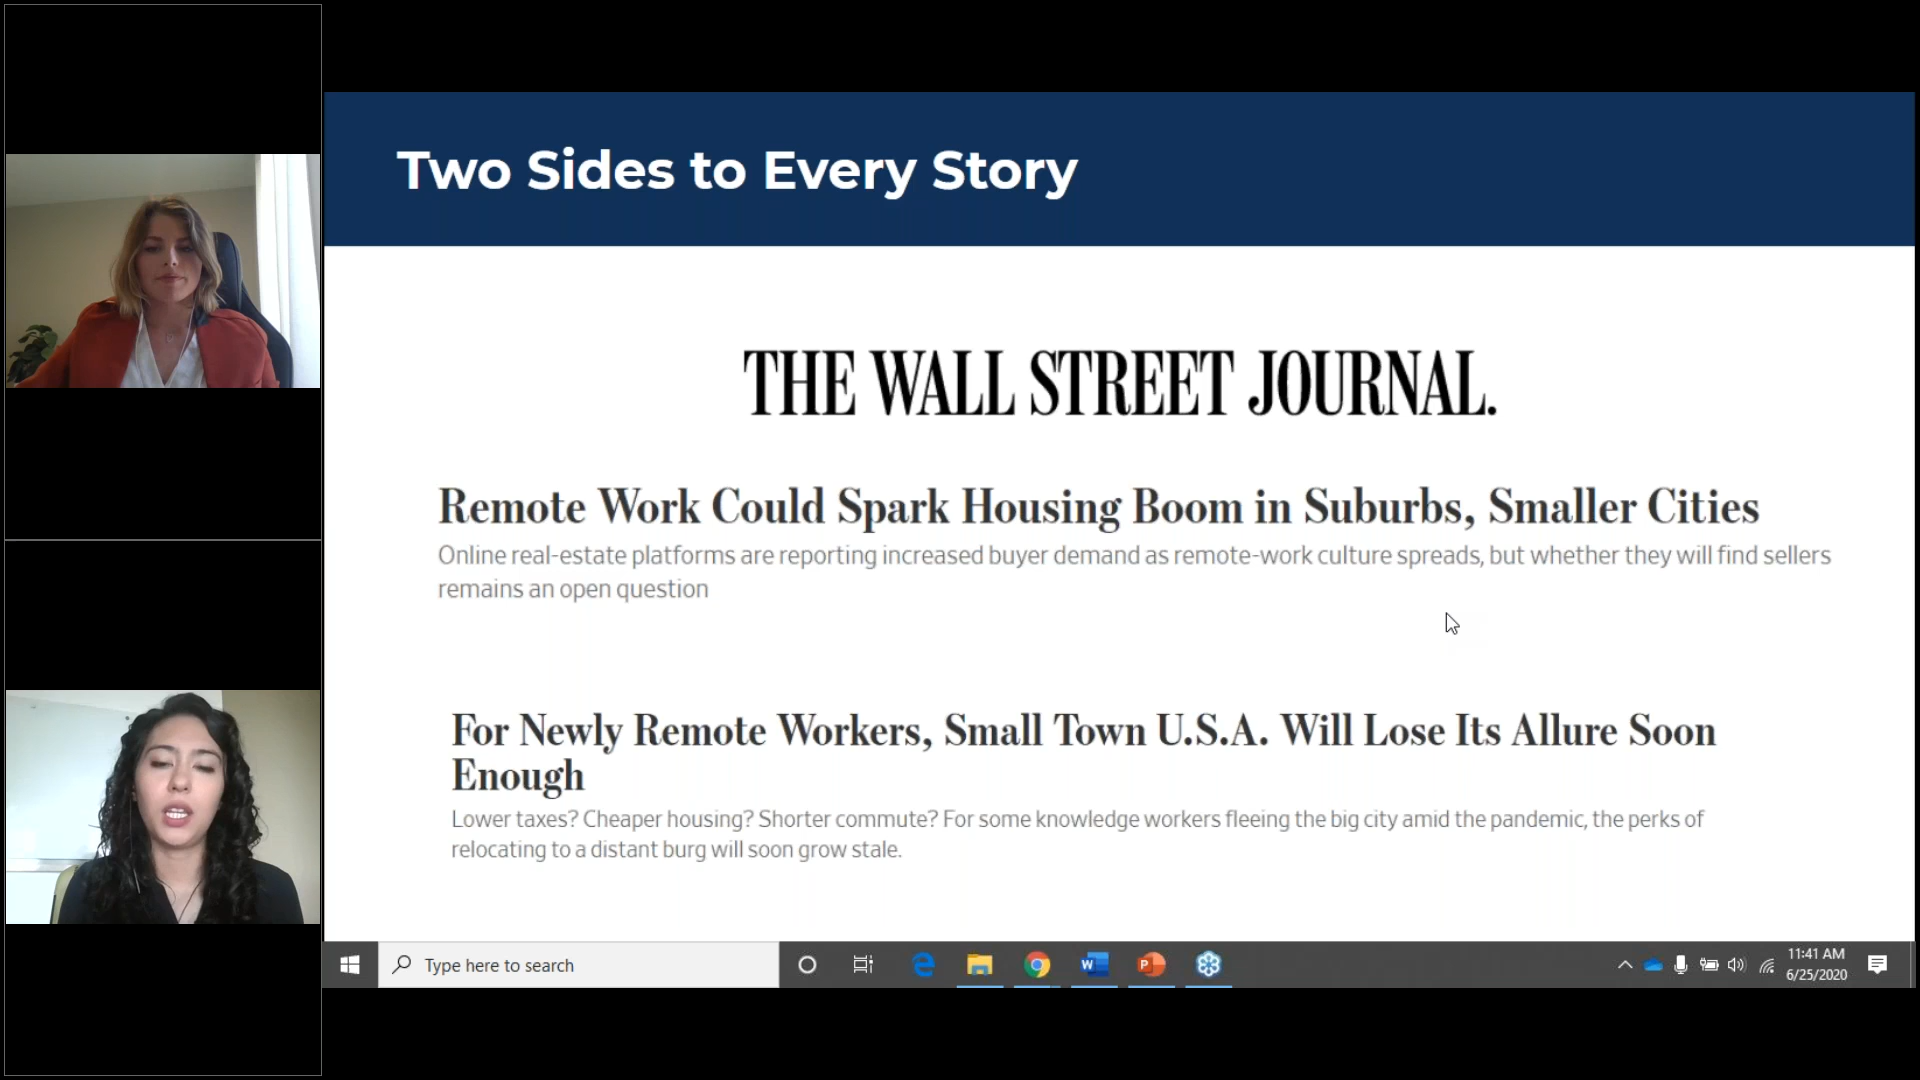 Two Sides to Every Story
THE WALL STREET JOURNAL.
Remote Work Could Spark Housing Boom in Suburbs, Smaller Cities
Online real-estate platforms are reporting increased buyer demand as remote-work culture spreads, but whether they will find sellers
remains an open question
For Newly Remote Workers, Small Town U.S.A. Will Lose Its Allure Soon
Enough
Lower taxes? Cheaper housing? Shorter commute? For some knowledge workers fleeing the big city amid the pandemic, the perks of
relocating to a distant burg will soon grow stale.
Type here to search
11:41 AM
6/25/2020